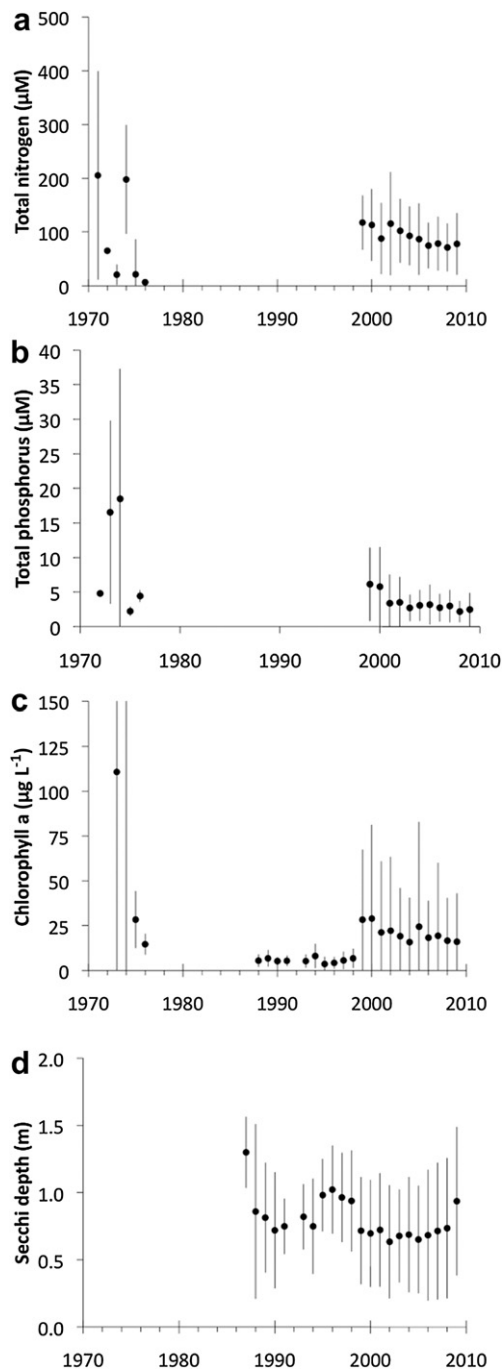 a
Total nitrogen (µM)
500
400
300
200
100
0
1970 1980 1990 2000 2010
b
Total phosphorus (µM)
40
35
30
25
20
15
10
5
0
1970 1980 1990 2000 2010
c
Chlorophyll a (µg L⁻¹)
150
125
100
75
50
25
0
1970 1980 1990 2000 2010
d
Secchi depth (m)
2.0
1.5
1.0
0.5
0.0
1970 1980 1990 2000 2010